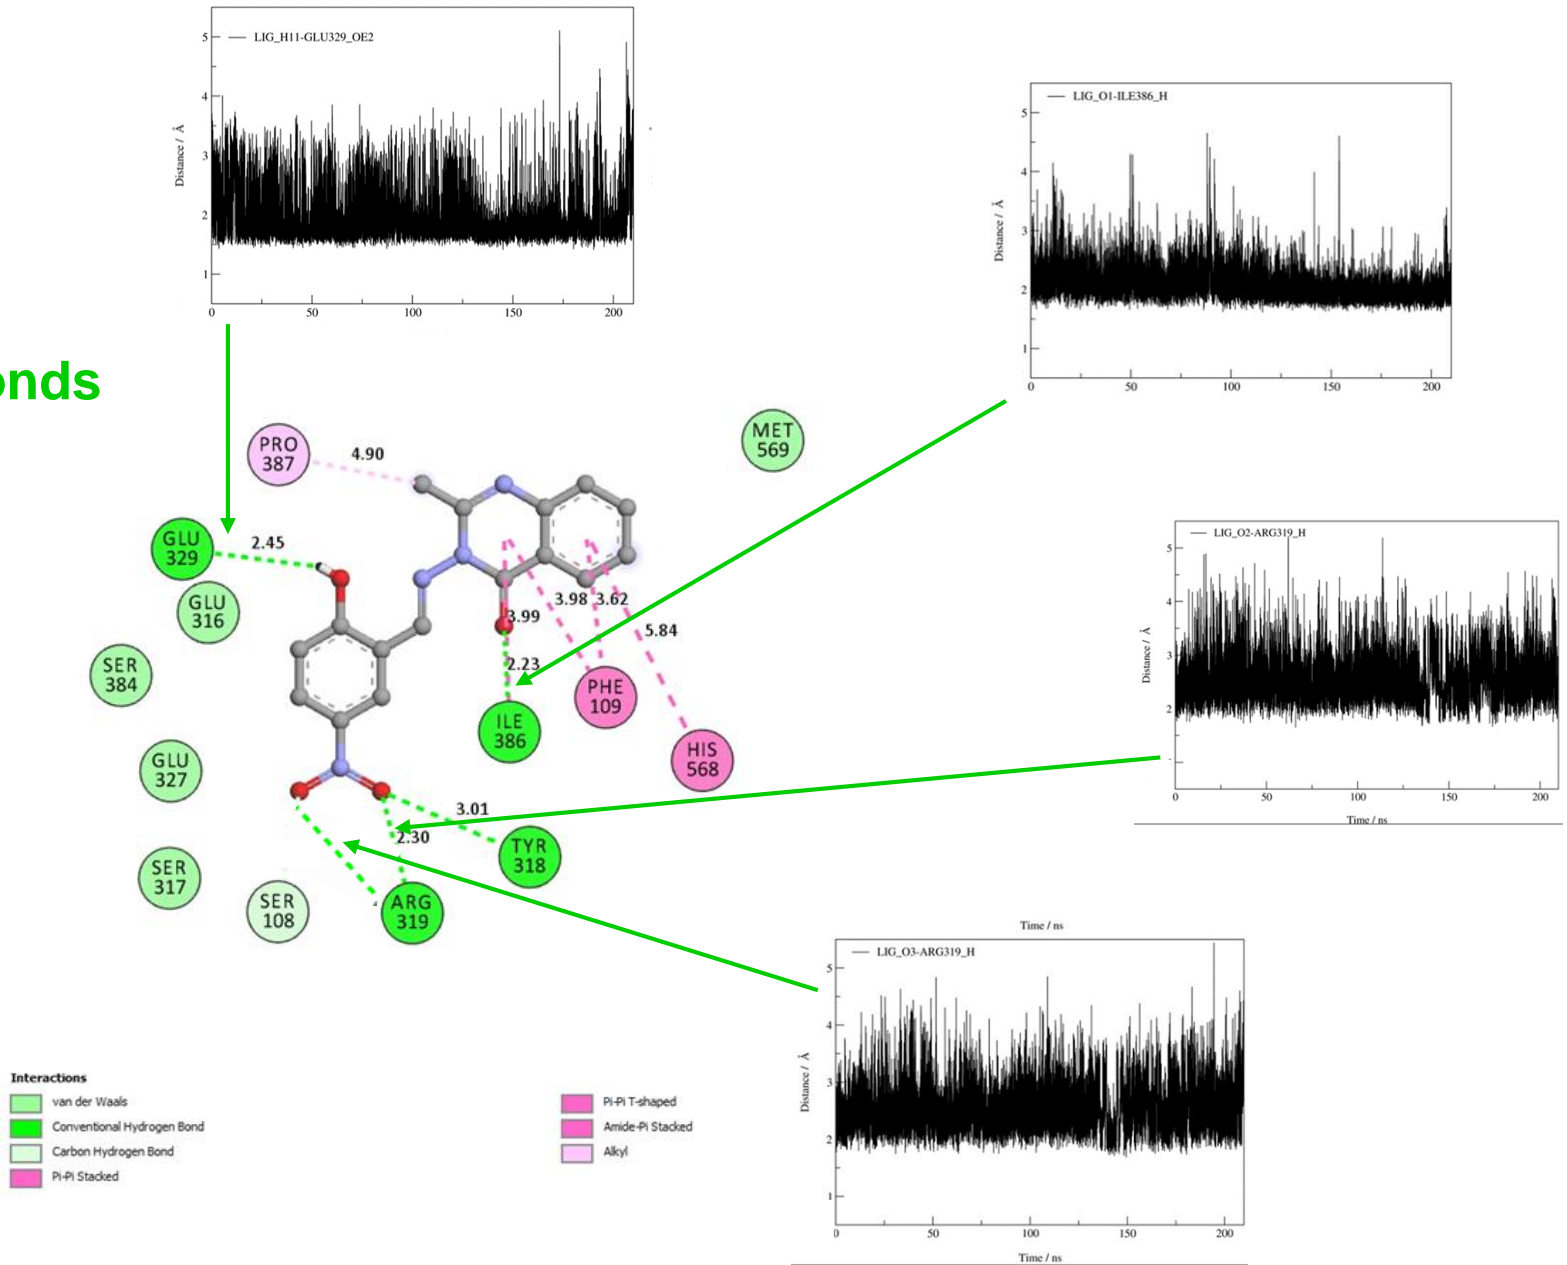 5
LIG_H11-GLU329_OE2
4
3
2
1
Distance / Å
0 50 100 150 200
5
LIG_O1-ILE386_H
4
3
2
1
Distance / Å
0 50 100 150 200
onds
PRO
387
4.90
MET
569
GLU
329
2.45
GLU
316
3.98
3.62
3.99
5.84
2.23
SER
384
PHE
109
ILE
386
HIS
568
GLU
327
3.01
2.30
TYR
318
SER
317
SER
108
ARG
319
LIG_O2-ARG319_H
5
4
3
2
Distance / Å
0 50 100 150 200
Time / ns
Time / ns
LIG_O3-ARG319_H
5
4
3
2
1
Distance / Å
0 50 100 150 200
Time / ns
Interactions
van der Waals
Conventional Hydrogen Bond
Carbon Hydrogen Bond
Pi-Pi Stacked
Pi-Pi T-shaped
Amide-Pi Stacked
Alkyl